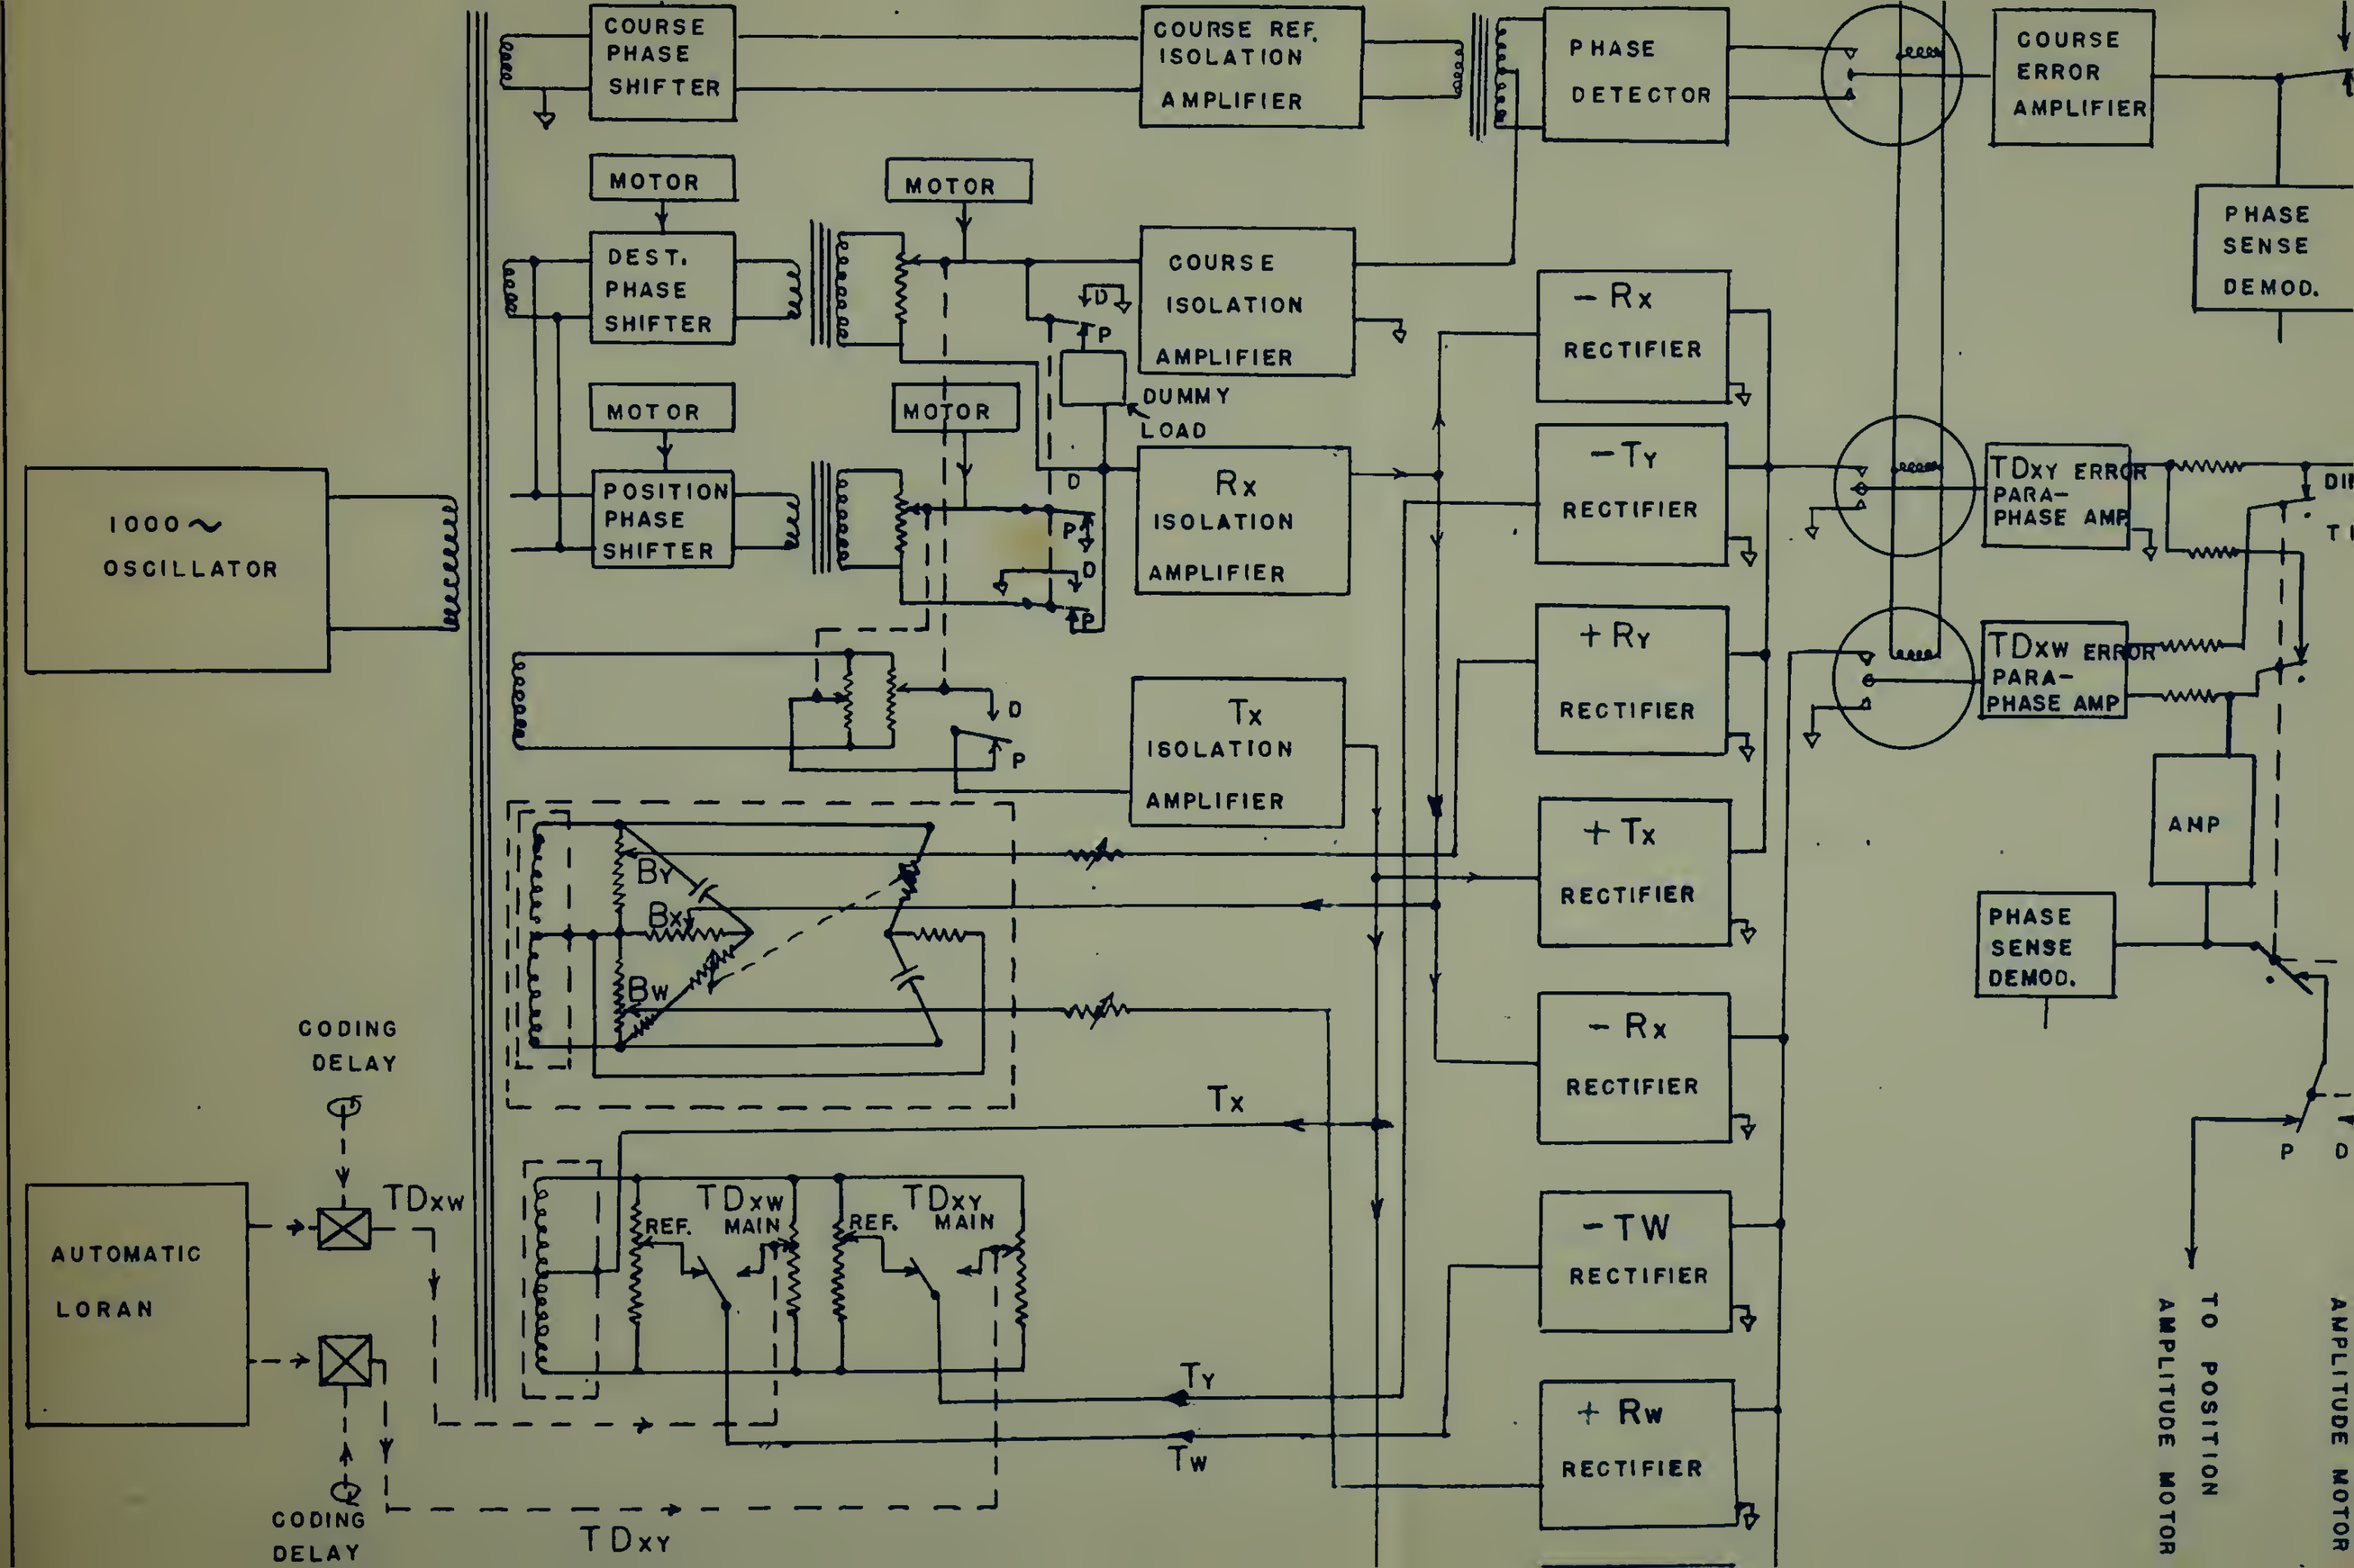 COURSE
PHASE
SHIFTER
COURSE REF.
ISOLATION
AMPLIFIER
PHASE
DETECTOR
COURSE
ERROR
AMPLIFIER
PHASE
SENSE
DEMOD.
MOTOR
MOTOR
DEST.
PHASE
SHIFTER
D
P
COURSE
ISOLATION
AMPLIFIER
- Rx
RECTIFIER
DUMMY
LOAD
MOTOR
MOTOR
POSITION
PHASE
SHIFTER
D
P
D
P
Rx
ISOLATION
AMPLIFIER
- TY
RECTIFIER
TDXY ERROR
PARA-
PHASE AMP
1000 ~
OSCILLATOR
+ RY
RECTIFIER
TDXW ERROR
PARA-
PHASE AMP
D
P
Tx
ISOLATION
AMPLIFIER
+ Tx
RECTIFIER
AMP
BY
BX
BW
PHASE
SENSE
DEMOD.
- Rx
RECTIFIER
P
D
CODING
DELAY
TX
AUTOMATIC
LORAN
TDXW
TDXW
REF.
MAIN
TDXY
REF.
MAIN
- TW
RECTIFIER
TY
TW
+ RW
RECTIFIER
CODING
DELAY
TDXY
TO POSITION
AMPLITUDE MOTOR
AMPLITUDE MOTOR